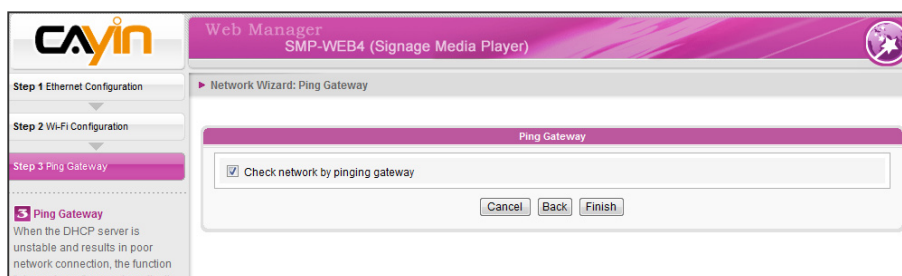 CAYIN
Web Manager
SMP-WEB4 (Signage Media Player)
Step 1 Ethernet Configuration
Step 2 Wi-Fi Configuration
Step 3 Ping Gateway
3 Ping Gateway
When the DHCP server is
unstable and results in poor
network connection, the function
Network Wizard: Ping Gateway
Ping Gateway
Check network by pinging gateway
Cancel Back Finish